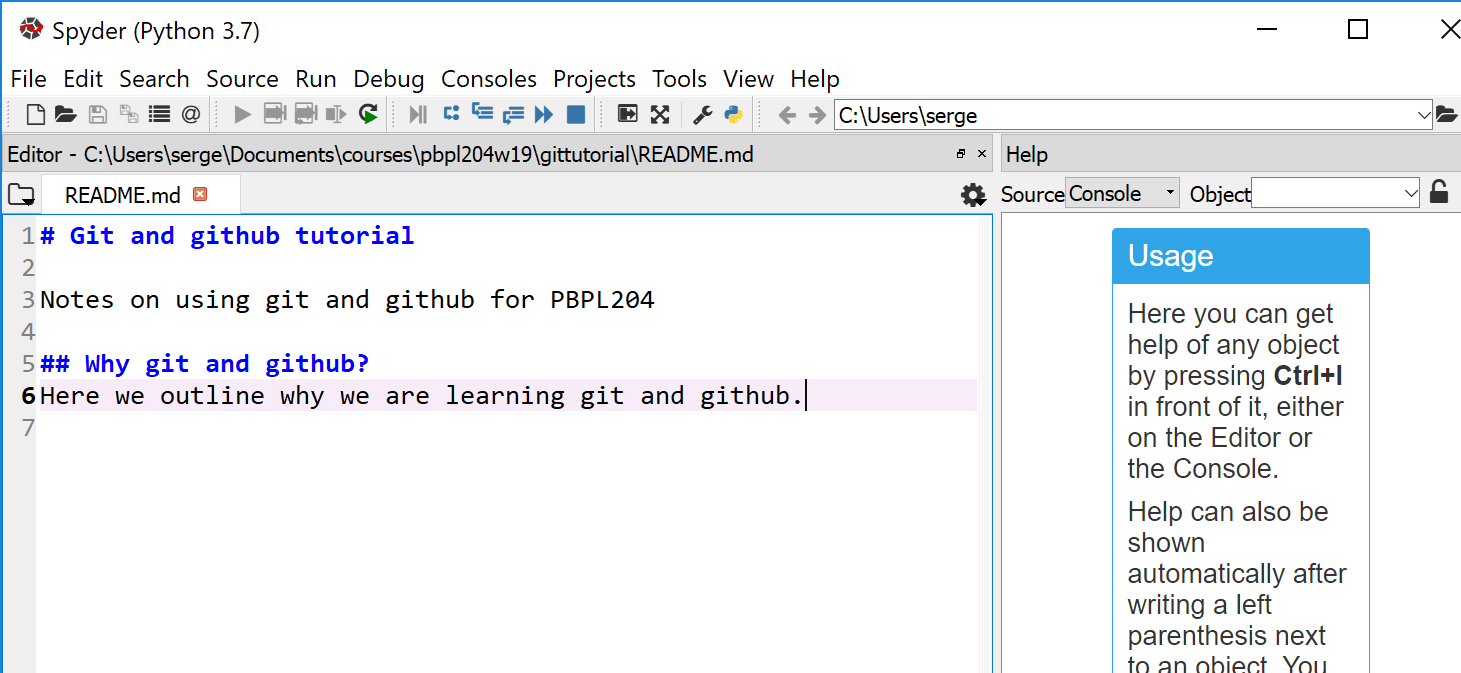 Spyder (Python 3.7)
File Edit Search Source Run Debug Consoles Projects Tools View Help
C:\Users\serge
Editor - C:\Users\serge\Documents\courses\pbpl204w19\gittutorial\README.md
README.md
1 # Git and github tutorial
2
3 Notes on using git and github for PBPL204
4
5 ## Why git and github?
6 Here we outline why we are learning git and github.
7
Help
Source Console Object
Usage
Here you can get
help of any object
by pressing Ctrl+I
in front of it, either
on the Editor or
the Console.
Help can also be
shown
automatically after
writing a left
parenthesis next
to an object. You